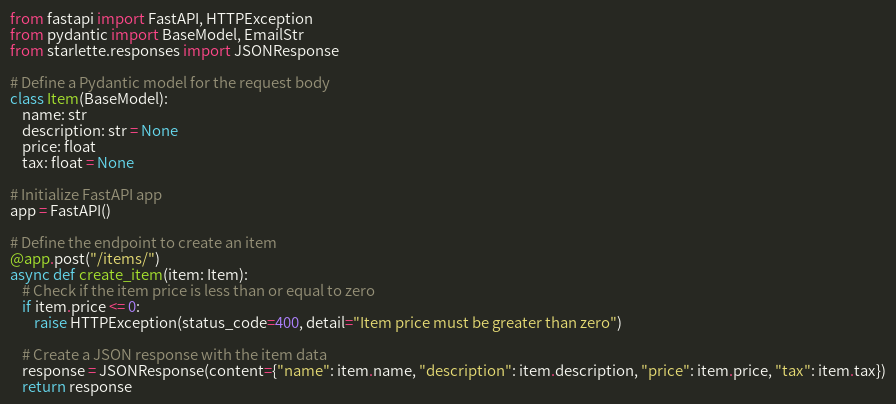 from fastapi import FastAPI, HTTPException
from pydantic import BaseModel, EmailStr
from starlette.responses import JSONResponse

# Define a Pydantic model for the request body
class Item(BaseModel):
    name: str
    description: str = None
    price: float
    tax: float = None

# Initialize FastAPI app
app = FastAPI()

# Define the endpoint to create an item
@app.post("/items/")
async def create_item(item: Item):
    # Check if the item price is less than or equal to zero
    if item.price <= 0:
        raise HTTPException(status_code=400, detail="Item price must be greater than zero")

    # Create a JSON response with the item data
    response = JSONResponse(content={"name": item.name, "description": item.description, "price": item.price, "tax": item.tax})
    return response